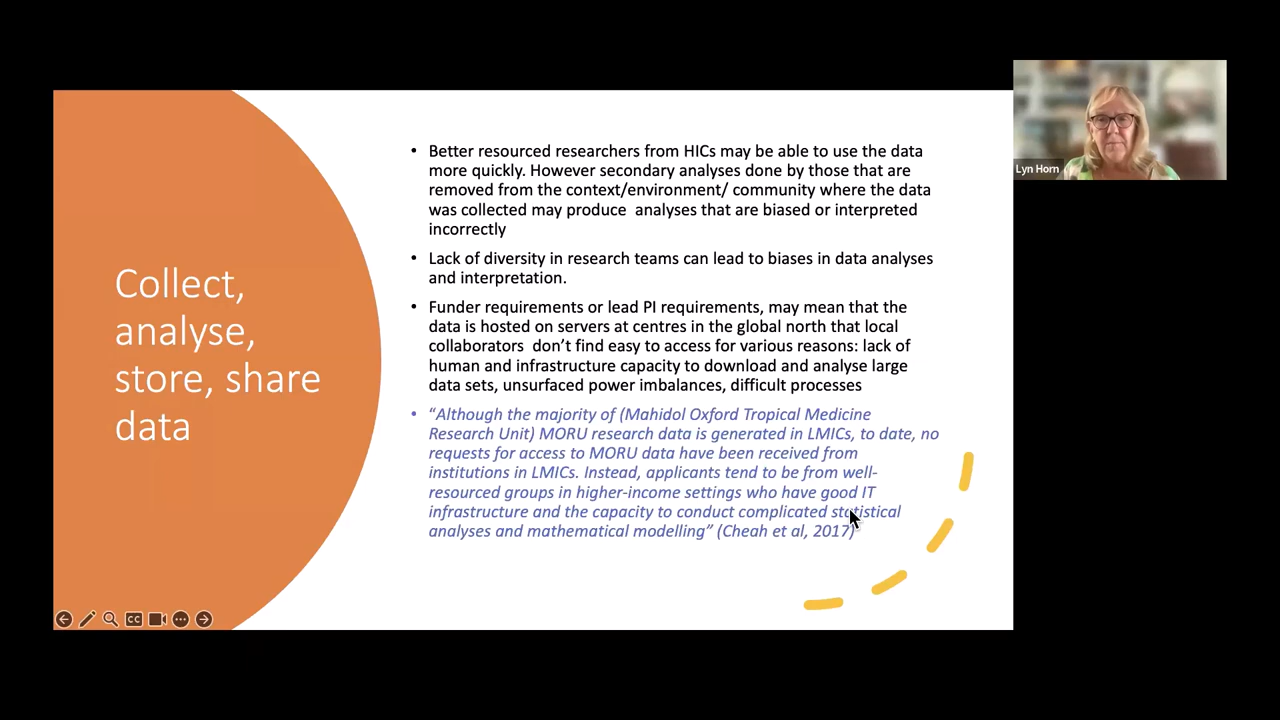 Collect,
analyse,
store, share
data
• Better resourced researchers from HICs may be able to use the data
more quickly. However secondary analyses done by those that are
removed from the context/environment/ community where the data
was collected may produce  analyses that are biased or interpreted
incorrectly
• Lack of diversity in research teams can lead to biases in data analyses
and interpretation.
• Funder requirements or lead PI requirements, may mean that the
data is hosted on servers at centres in the global north that local
collaborators  don’t find easy to access for various reasons: lack of
human and infrastructure capacity to download and analyse large
data sets, unsurfaced power imbalances, difficult processes
• “Although the majority of (Mahidol Oxford Tropical Medicine
Research Unit) MORU research data is generated in LMICs, to date, no
requests for access to MORU data have been received from
institutions in LMICs. Instead, applicants tend to be from well-
resourced groups in higher-income settings who have good IT
infrastructure and the capacity to conduct complicated statistical
analyses and mathematical modelling” (Cheah et al, 2017)
Lyn Horn
CC